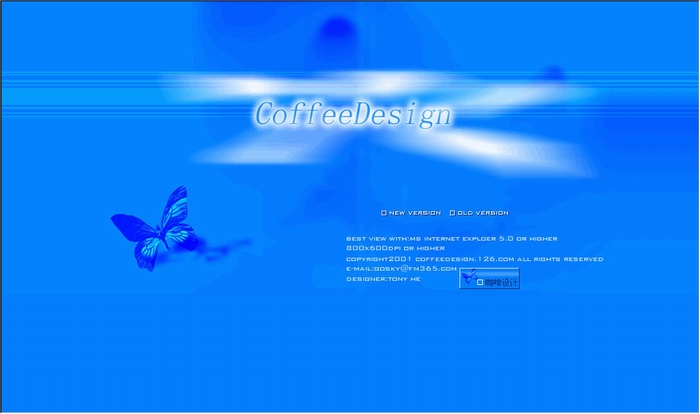 CoffeeDesign
NEW VERSION OLD VERSION
BEST VIEW WITH:MS INTERNET EXPLOER 5.0 OR HIGHER
800x600DPI OR HIGHER
COPYRIGHT2001 COFFEEDESIGN.126.COM ALL RIGHTS RESERVED
E-MAIL:GOSKY@FM365.COM
DESIGNER:TONY HE
咖啡设计